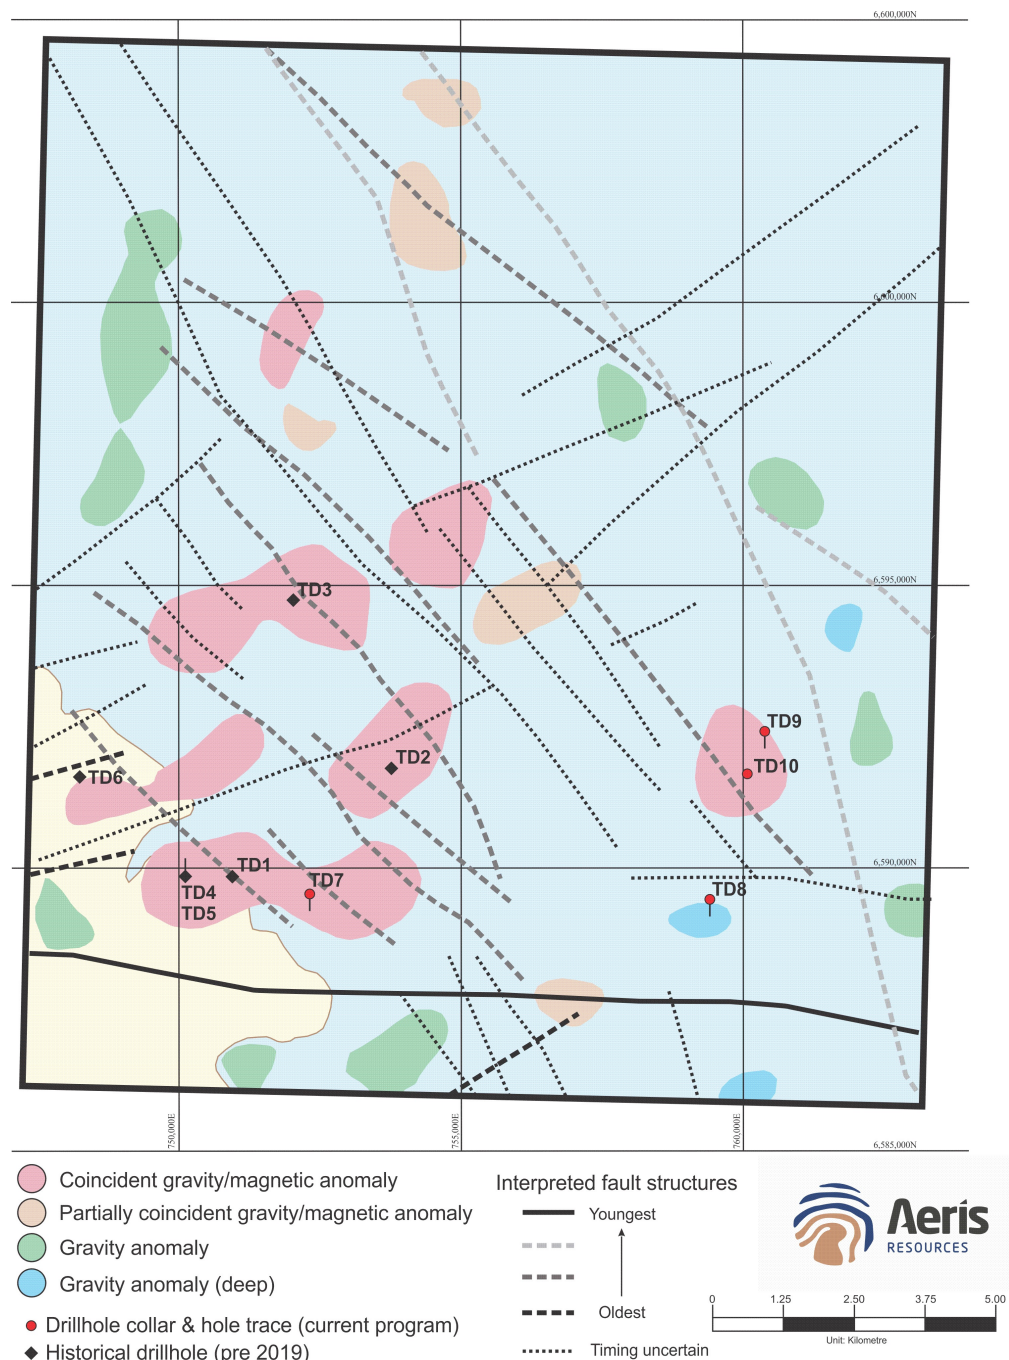 6,600,000N
6,600,000N
TD3
6,595,000N
TD9
TD2
TD10
TD6
TD1
6,590,000N
TD7
TD8
TD4
TD5
750,000E
755,000E
760,000E
6,585,000N
Coincident gravity/magnetic anomaly
Partially coincident gravity/magnetic anomaly
Gravity anomaly
Gravity anomaly (deep)
Drillhole collar & hole trace (current program)
Historical drillhole (pre 2019)
Interpreted fault structures
Youngest
Oldest
Timing uncertain
Aeris
RESOURCES
0 1.25 2.50 3.75 5.00
Unit: Kilometre